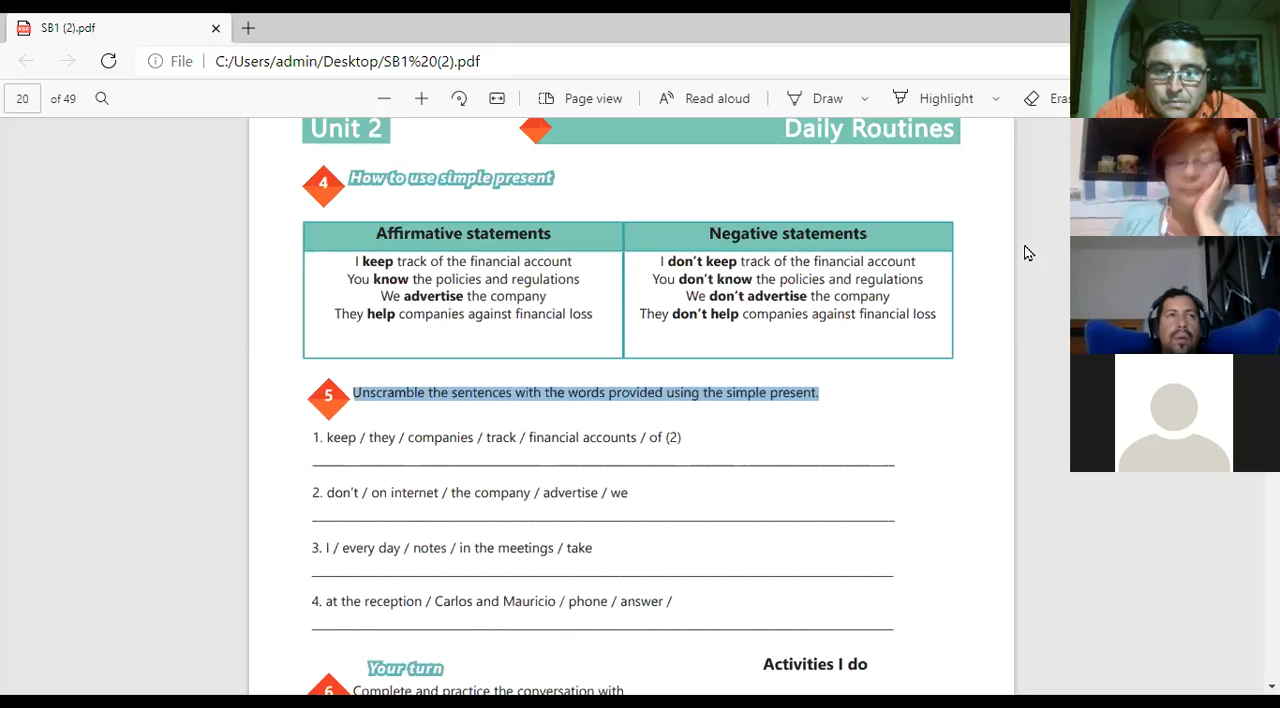 SB1 (2).pdf
File
C:/Users/admin/Desktop/SB1%20(2).pdf
20 of 49
Page view
Read aloud
Draw
Highlight
Eras
Unit 2
Daily Routines
4 How to use simple present
Affirmative statements
I keep track of the financial account
You know the policies and regulations
We advertise the company
They help companies against financial loss
Negative statements
I don't keep track of the financial account
You don't know the policies and regulations
We don't advertise the company
They don't help companies against financial loss
5 Unscramble the sentences with the words provided using the simple present.
1. keep / they / companies / track / financial accounts / of (2)
2. don't / on internet / the company / advertise / we
3. I / every day / notes / in the meetings / take
4. at the reception / Carlos and Mauricio / phone / answer /
Your turn
Activities I do
6 Complete and practice the conversation with